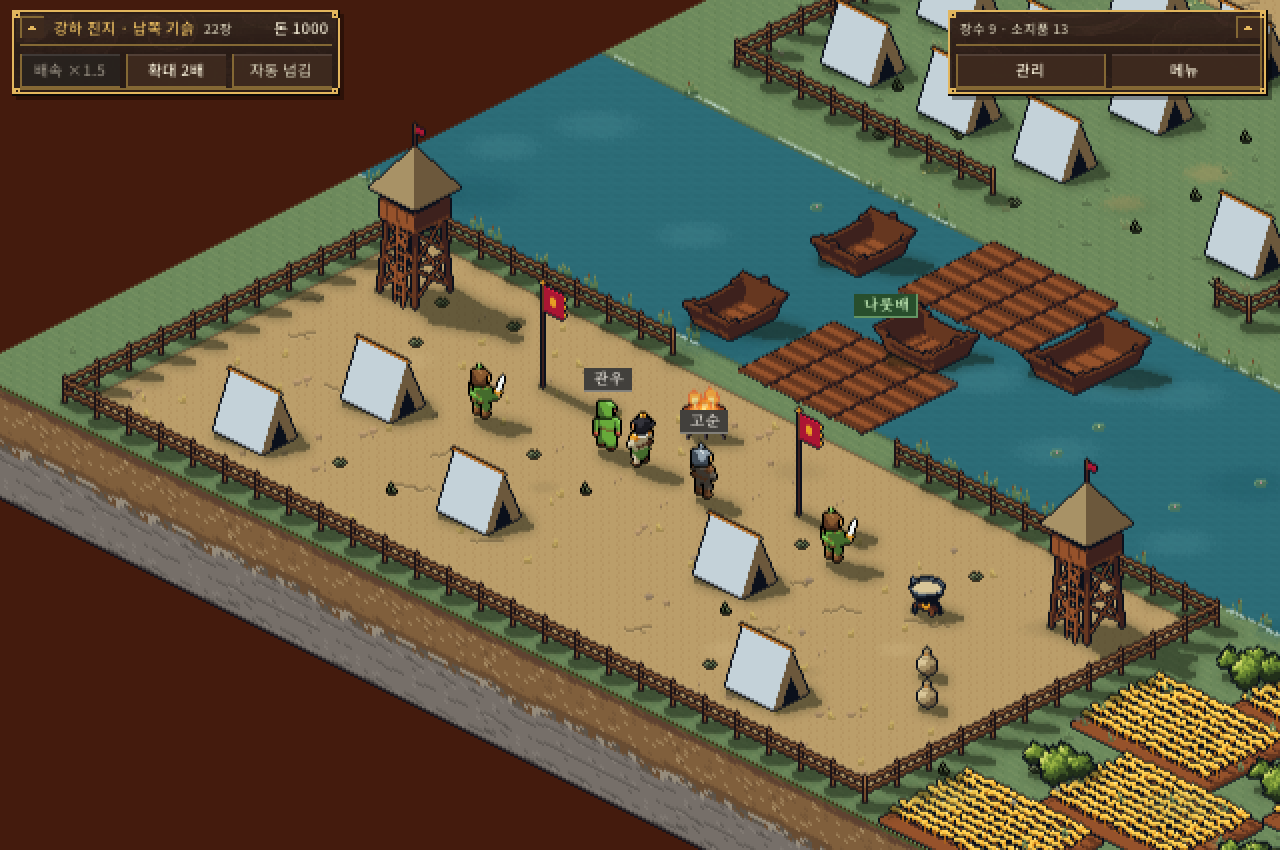 강하 진지 · 남쪽 기슭 22장 돈 1000
배속 ×1.5 확대 2배 자동 넘김
장수 9 · 소지품 13
관리 메뉴
나룻배
관우
고순